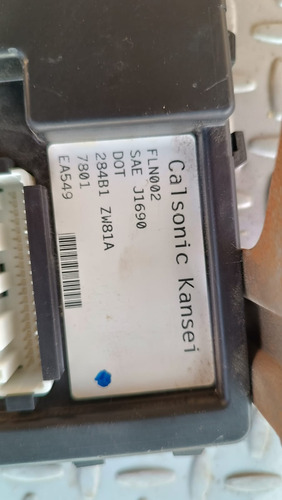 Calsonic Kansei
FLN002
SAE J1690
DOT
284B1 ZW81A
7801
EA549